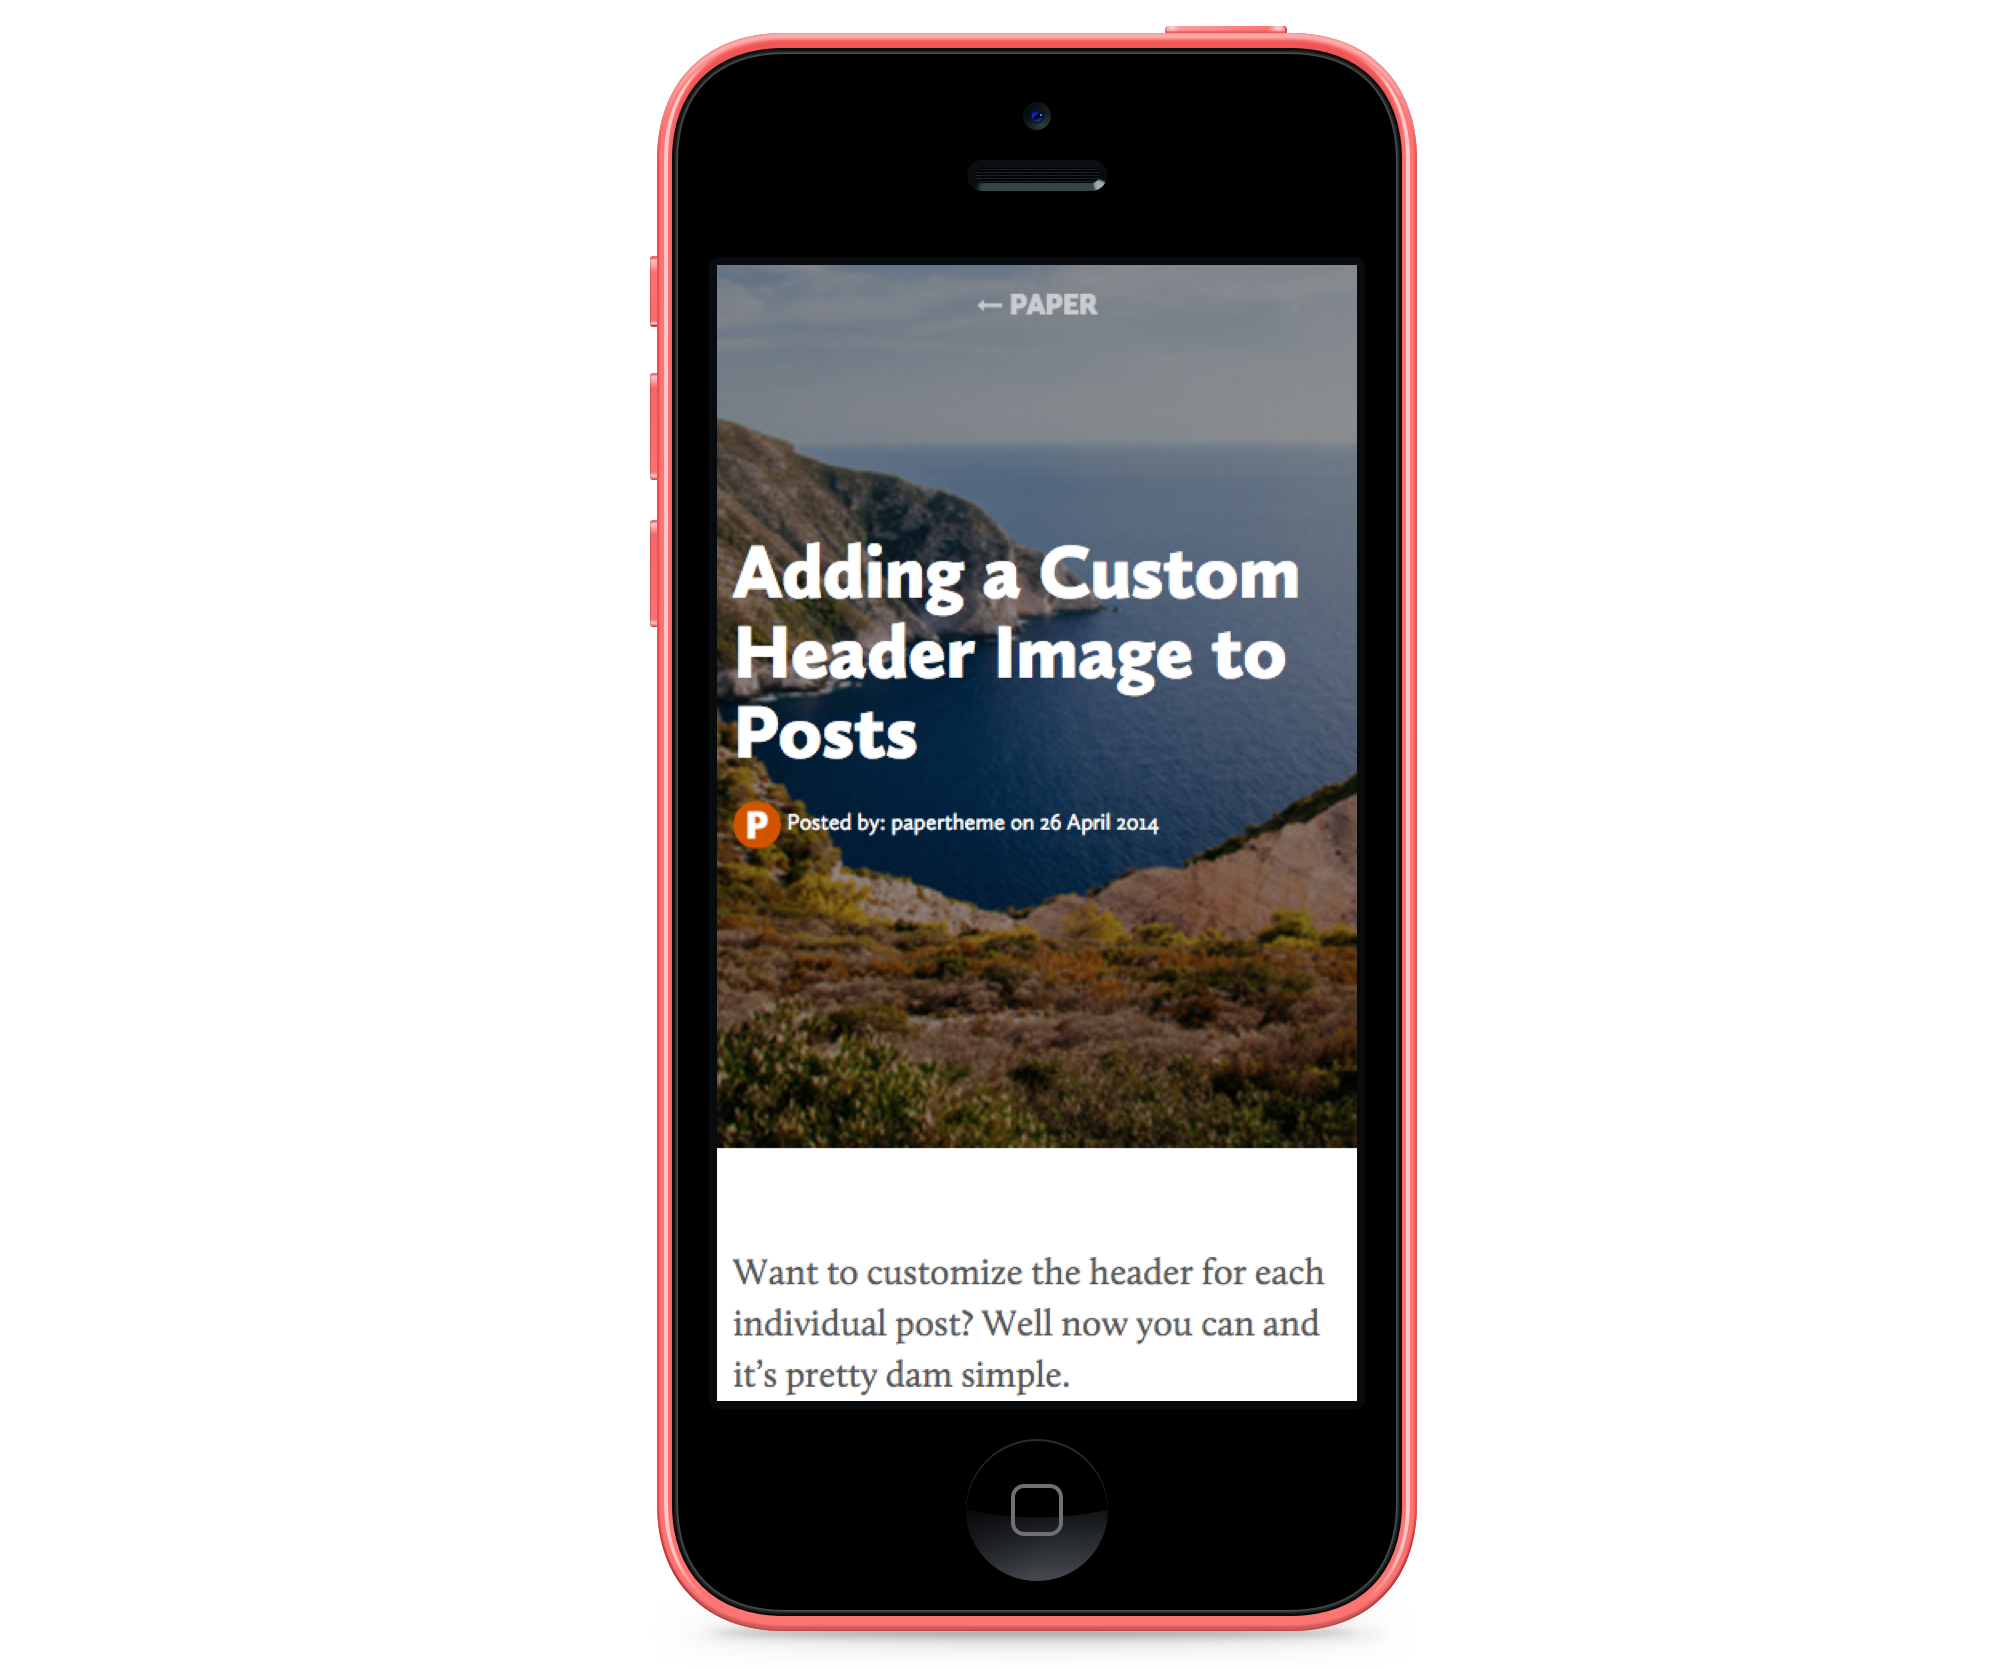 ← PAPER
Adding a Custom
Header Image to
Posts
P Posted by: papertheme on 26 April 2014
Want to customize the header for each
individual post? Well now you can and
it’s pretty dam simple.